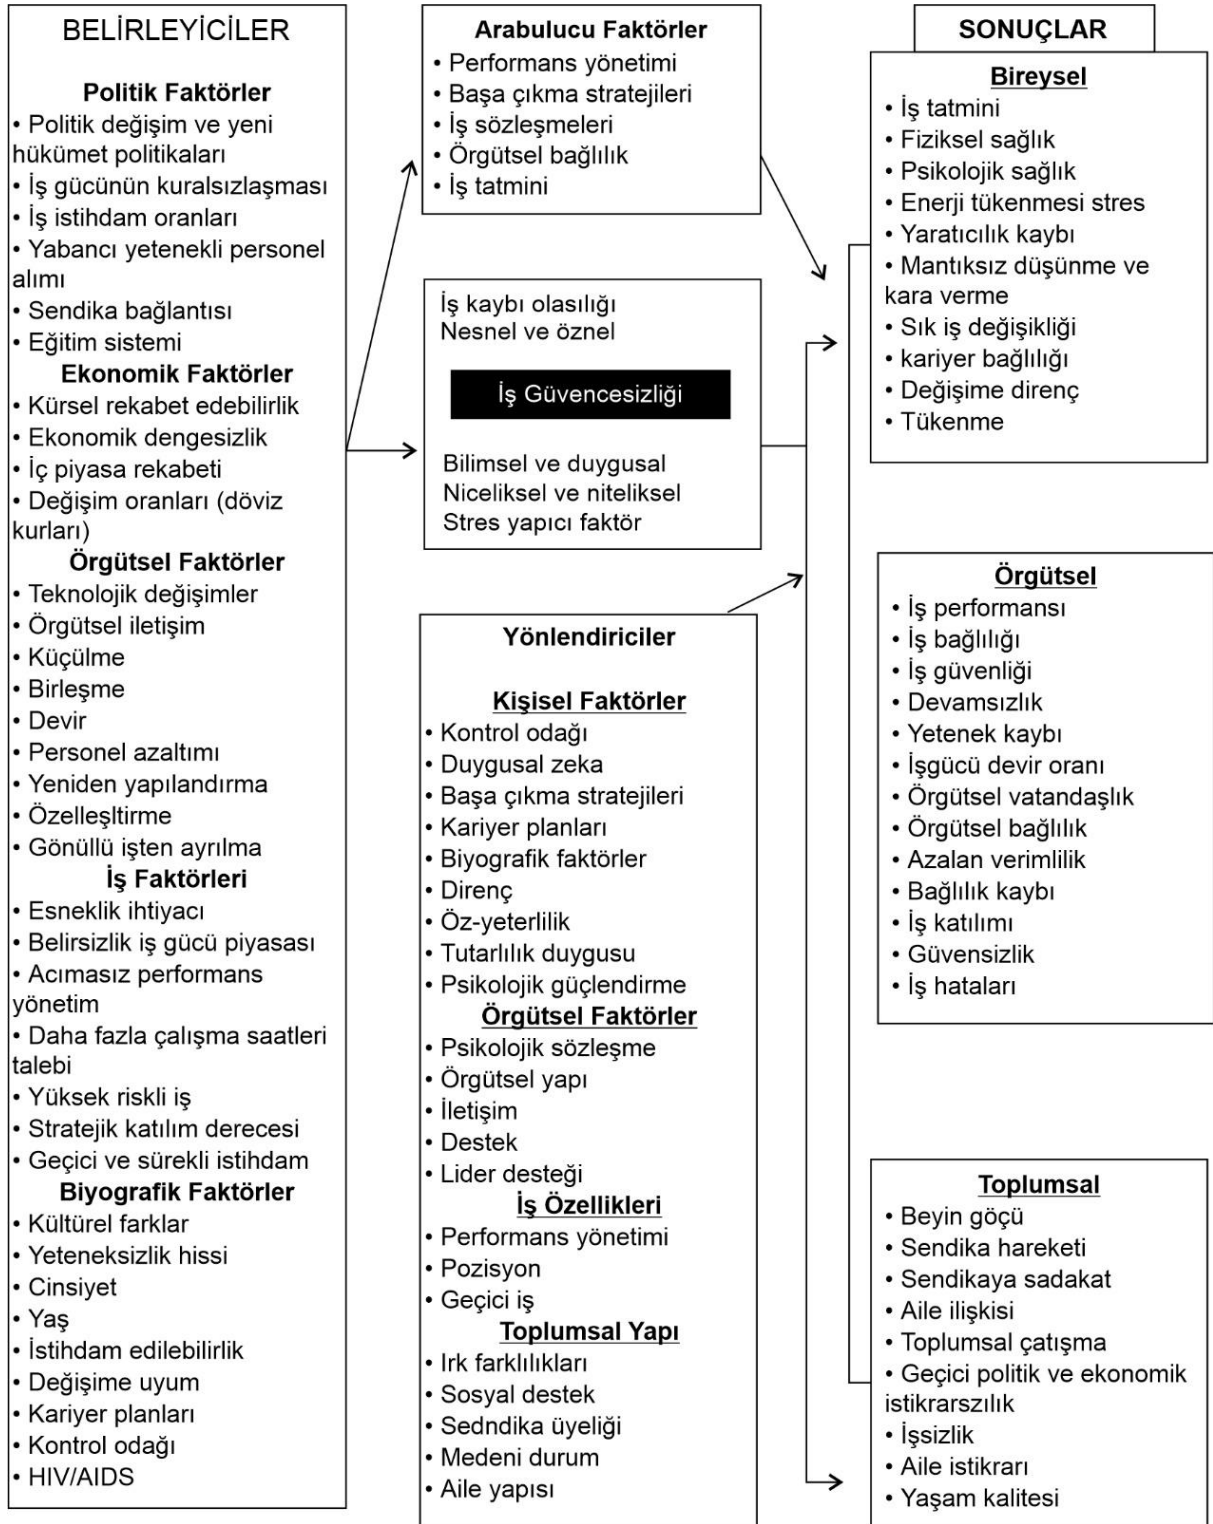 BELİRLEYİCİLER
Politik Faktörler
• Politik değişim ve yeni
hükümet politikaları
• İş gücünün kuralsızlaşması
• İş istihdam oranları
• Yabancı yetenekli personel
alımı
• Sendika bağlantısı
• Eğitim sistemi
Ekonomik Faktörler
• Kürsel rekabet edebilirlik
• Ekonomik dengesizlik
• İç piyasa rekabeti
• Değişim oranları (döviz
kurları)
Örgütsel Faktörler
• Teknolojik değişimler
• Örgütsel iletişim
• Küçülme
• Birleşme
• Devir
• Personel azaltımı
• Yeniden yapılandırma
• Özelleşltirme
• Gönüllü işten ayrılma
İş Faktörleri
• Esneklik ihtiyacı
• Belirsizlik iş gücü piyasası
• Acımasız performans
yönetim
• Daha fazla çalışma saatleri
talebi
• Yüksek riskli iş
• Stratejik katılım derecesi
• Geçici ve sürekli istihdam
Biyografik Faktörler
• Kültürel farklar
• Yeteneksizlik hissi
• Cinsiyet
• Yaş
• İstihdam edilebilirlik
• Değişime uyum
• Kariyer planları
• Kontrol odağı
• HIV/AIDS
Arabulucu Faktörler
• Performans yönetimi
• Başa çıkma stratejileri
• İş sözleşmeleri
• Örgütsel bağlılık
• İş tatmini
İş kaybı olasılığı
Nesnel ve öznel
İş Güvencesizliği
Bilimsel ve duygusal
Niceliksel ve niteliksel
Stres yapıcı faktör
Yönlendiriciler
Kişisel Faktörler
• Kontrol odağı
• Duygusal zeka
• Başa çıkma stratejileri
• Kariyer planları
• Biyografik faktörler
• Direnç
• Öz-yeterlilik
• Tutarlılık duygusu
• Psikolojik güçlendirme
Örgütsel Faktörler
• Psikolojik sözleşme
• Örgütsel yapı
• İletişim
• Destek
• Lider desteği
İş Özellikleri
• Performans yönetimi
• Pozisyon
• Geçici iş
Toplumsal Yapı
• Irk farklılıkları
• Sosyal destek
• Sedndika üyeliği
• Medeni durum
• Aile yapısı
SONUÇLAR
Bireysel
• İş tatmini
• Fiziksel sağlık
• Psikolojik sağlık
• Enerji tükenmesi stres
• Yaratıcılık kaybı
• Mantıksız düşünme ve
kara verme
• Sık iş değişikliği
• kariyer bağlılığı
• Değişime direnç
• Tükenme
Örgütsel
• İş performansı
• İş bağlılığı
• İş güvenliği
• Devamsızlık
• Yetenek kaybı
• İşgücü devir oranı
• Örgütsel vatandaşlık
• Örgütsel bağlılık
• Azalan verimlilik
• Bağlılık kaybı
• İş katılımı
• Güvensizlik
• İş hataları
Toplumsal
• Beyin göçü
• Sendika hareketi
• Sendikaya sadakat
• Aile ilişkisi
• Toplumsal çatışma
• Geçici politik ve ekonomik
istikrarszılık
• İşsizlik
• Aile istikrarı
• Yaşam kalitesi